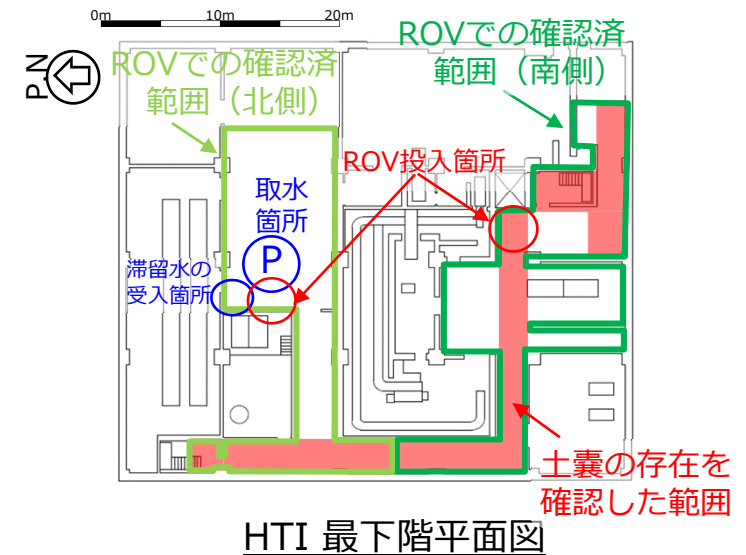 0m 10m 20m
P.N
ROVでの確認済
範囲（北側）
ROVでの確認済
範囲（南側）
ROV投入箇所
取水
箇所
P
滞留水の
受入箇所
土嚢の存在を
確認した範囲
HTI 最下階平面図